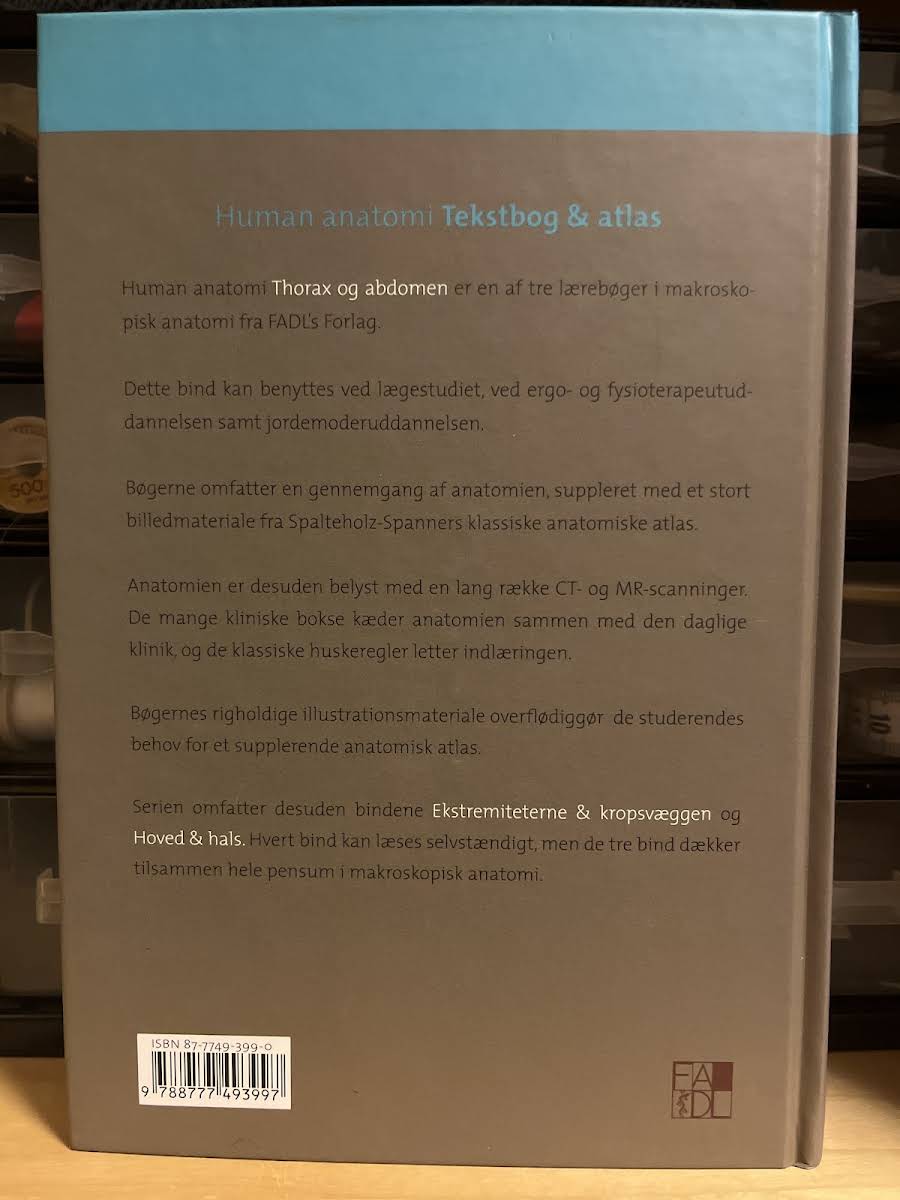 Human anatomi Tekstbog & atlas
Human anatomi Thorax og abdomen er en af tre lærebøger i makrosko-
pisk anatomi fra FADL's Forlag.
Dette bind kan benyttes ved lægestudiet, ved ergo- og fysioterapeutud-
dannelsen samt jordemoderuddannelsen.
Bøgerne omfatter en gennemgang af anatomien, suppleret med et stort
billedmateriale fra Spalteholz-Spanners klassiske anatomiske atlas.
Anatomien er desuden belyst med en lang række CT- og MR-scanninger.
De mange kliniske bokse kæder anatomien sammen med den daglige
klinik, og de klassiske huskeregler letter indlæringen.
Bøgernes righoldige illustrationsmateriale overflødiggør de studerendes
behov for et supplerende anatomisk atlas.
Serien omfatter desuden bindene Ekstremiteterne & kropsvæggen og
Hoved & hals. Hvert bind kan læses selvstændigt, men de tre bind dækker
tilsammen hele pensum i makroskopisk anatomi.
ISBN 87-7749-399-0
9 788777 493997
FA
DL
500
10